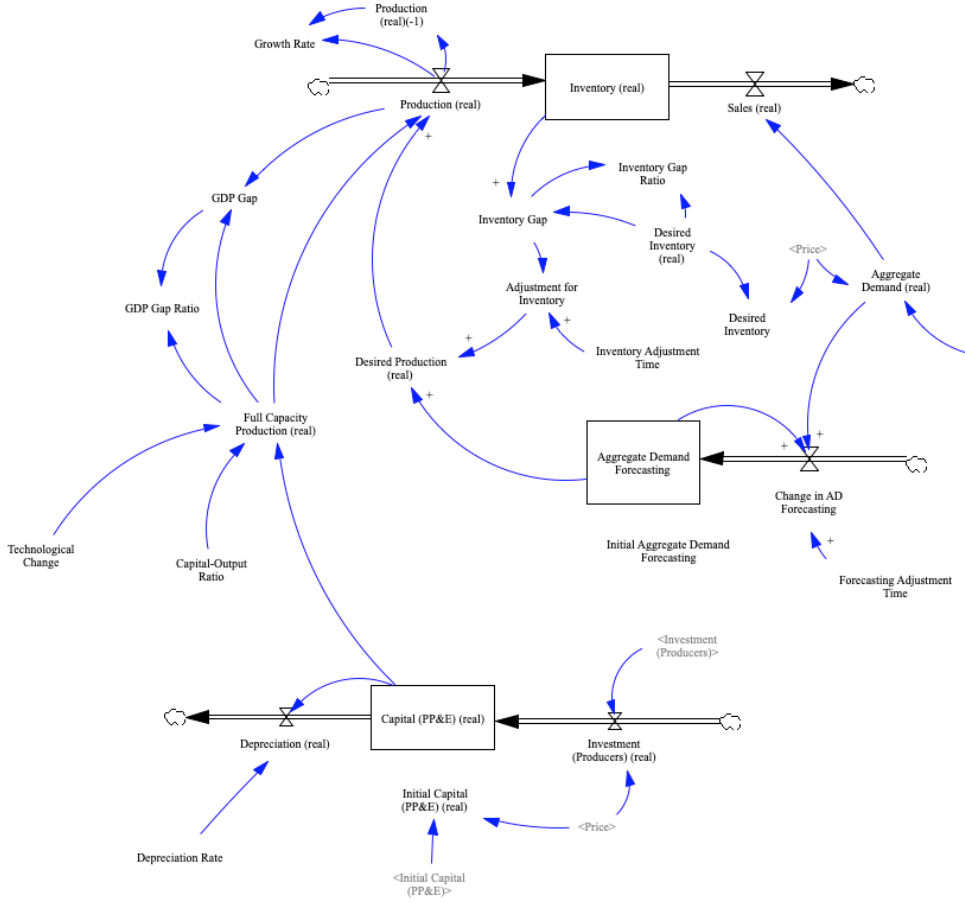 Production
(real)(-1)
Growth Rate
Production (real)
Inventory (real)
Sales (real)
+
+
GDP Gap
Inventory Gap
Ratio
Inventory Gap
Desired
Inventory
(real)
<Price>
Aggregate
Demand (real)
GDP Gap Ratio
Adjustment for
Inventory
Desired
Inventory
+
+
Desired Production
(real)
Inventory Adjustment
Time
+
Full Capacity
Production (real)
Aggregate Demand
Forecasting
+
+
Change in AD
Forecasting
Technological
Change
Capital-Output
Ratio
Initial Aggregate Demand
Forecasting
+
Forecasting Adjustment
Time
<Investment
(Producers)>
Capital (PP&E) (real)
Depreciation (real)
Investment
(Producers) (real)
Initial Capital
(PP&E) (real)
<Price>
Depreciation Rate
<Initial Capital
(PP&E)>